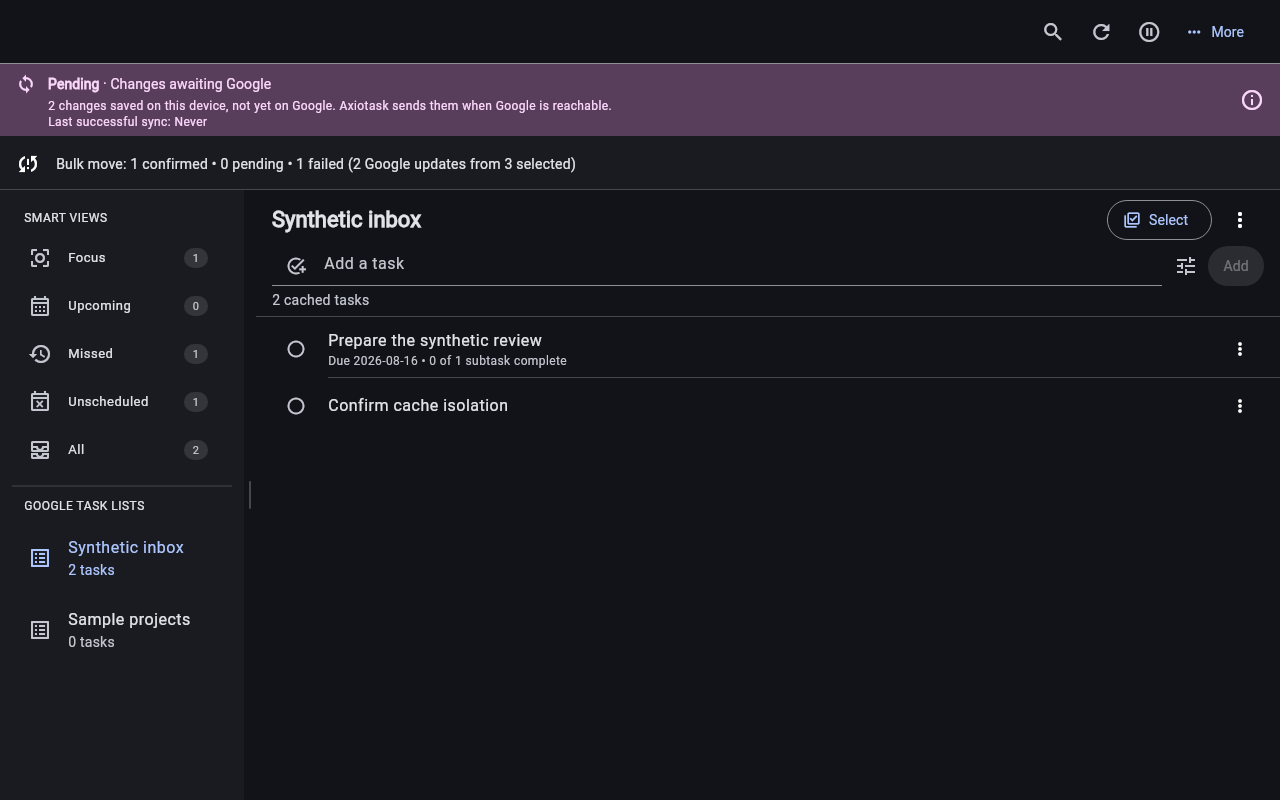 More
Pending · Changes awaiting Google
2 changes saved on this device, not yet on Google. Axiotask sends them when Google is reachable.
Last successful sync: Never
Bulk move: 1 confirmed • 0 pending • 1 failed (2 Google updates from 3 selected)
SMART VIEWS
Focus 1
Upcoming 0
Missed 1
Unscheduled 1
All 2
GOOGLE TASK LISTS
Synthetic inbox
2 tasks
Sample projects
0 tasks
Synthetic inbox
Select
Add a task
Add
2 cached tasks
Prepare the synthetic review
Due 2026-08-16 • 0 of 1 subtask complete
Confirm cache isolation